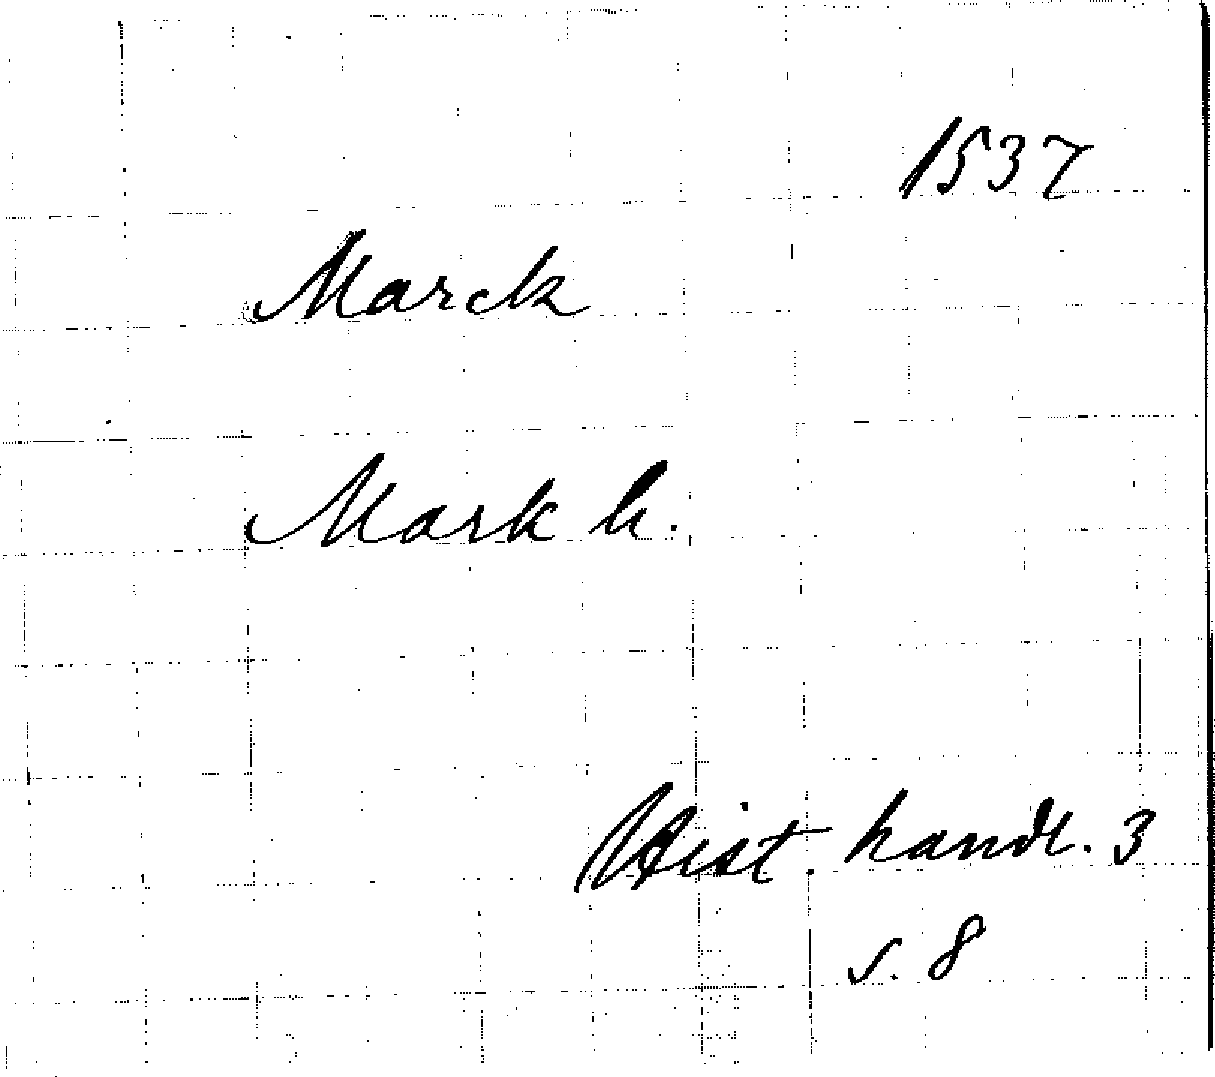 1537
Marck
Mark h.
Hist. handl. 3
s. 8